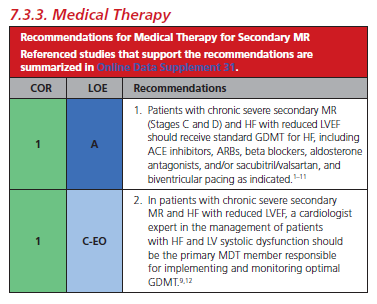 7.3.3. Medical Therapy
Recommendations for Medical Therapy for Secondary MR
Referenced studies that support the recommendations are
summarized in Online Data Supplement 31.
COR LOE Recommendations
1 A
1. Patients with chronic severe secondary MR
(Stages C and D) and HF with reduced LVEF
should receive standard GDMT for HF, including
ACE inhibitors, ARBs, beta blockers, aldosterone
antagonists, and/or sacubitril/valsartan, and
biventricular pacing as indicated.1–11
1 C-EO
2. In patients with chronic severe secondary
MR and HF with reduced LVEF, a cardiologist
expert in the management of patients
with HF and LV systolic dysfunction should
be the primary MDT member responsible
for implementing and monitoring optimal
GDMT.9,12